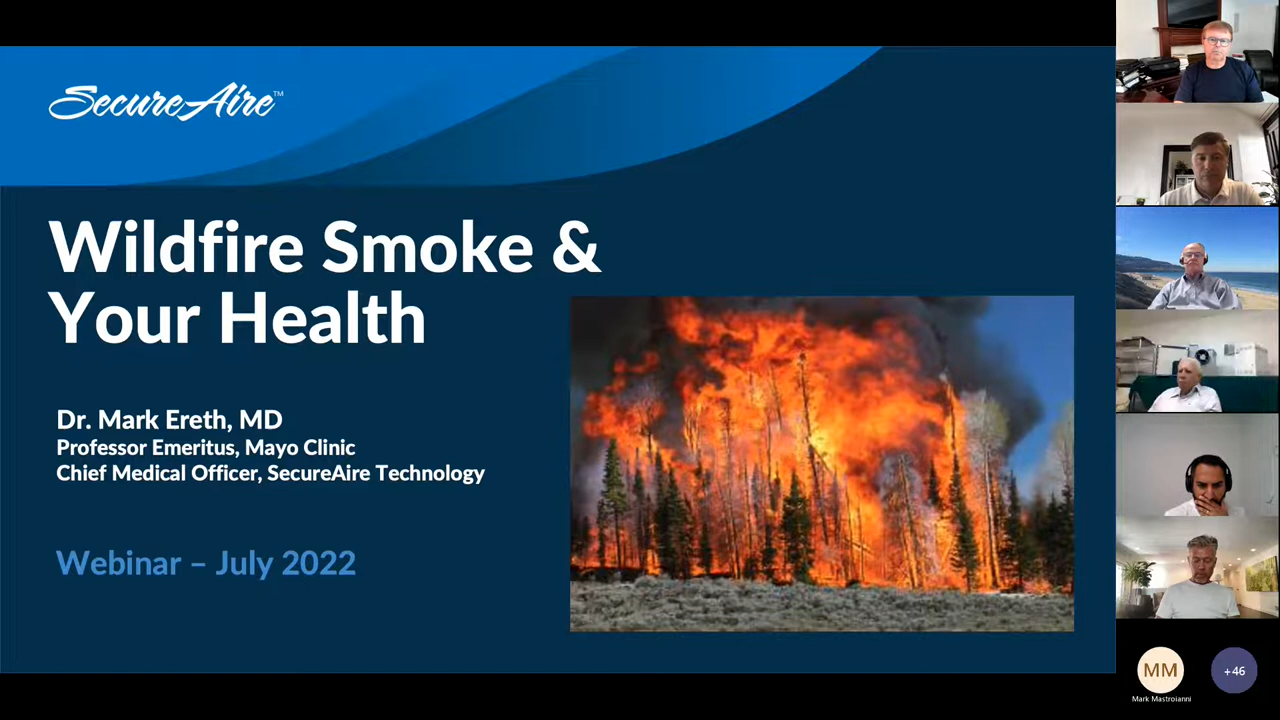 SecureAire™
Wildfire Smoke &
Your Health
Dr. Mark Ereth, MD
Professor Emeritus, Mayo Clinic
Chief Medical Officer, SecureAire Technology
Webinar – July 2022
MM
+46
Mark Mastroianni